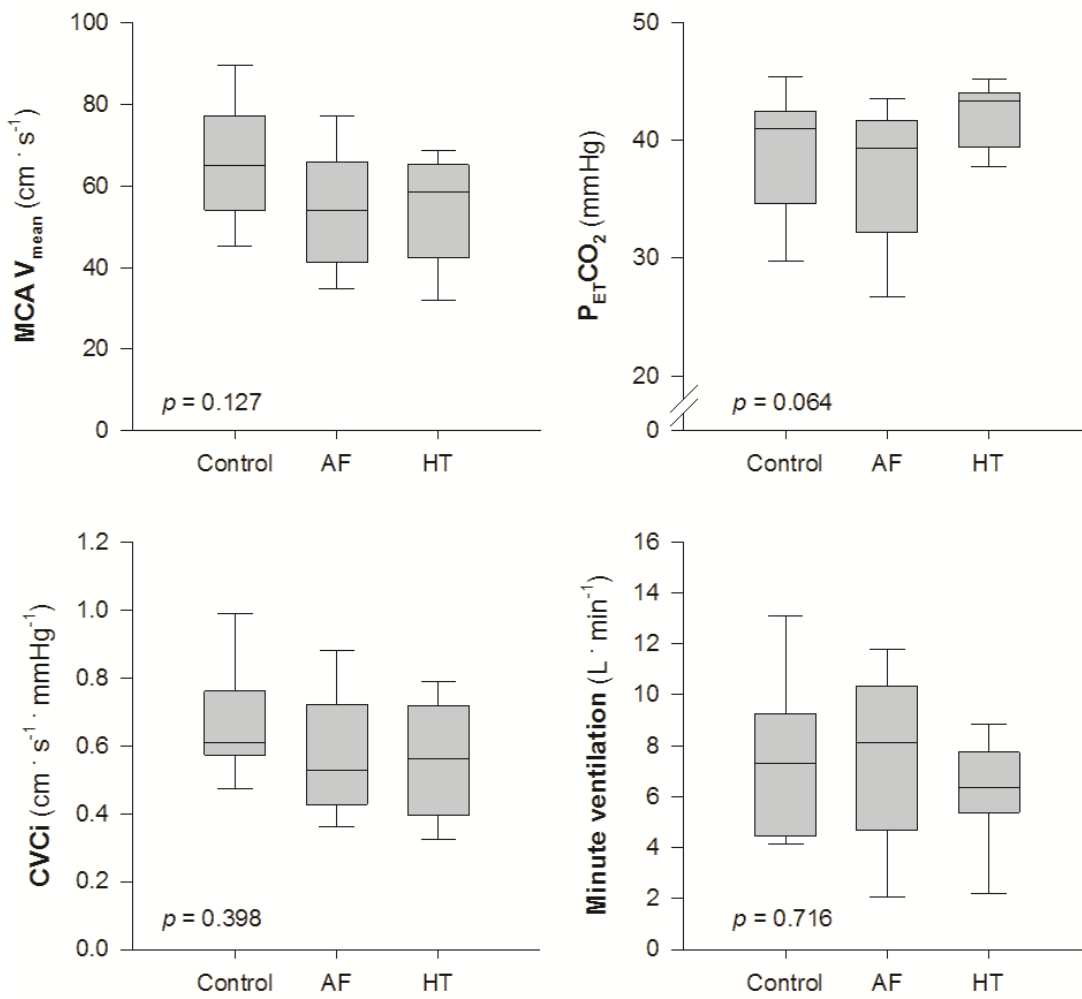 MCA V_mean (cm · s⁻¹)
100
80
60
40
20
0
p = 0.127
Control AF HT
P_ETCO₂ (mmHg)
50
40
30
20
0
p = 0.064
Control AF HT
CVCi (cm · s⁻¹ · mmHg⁻¹)
1.2
1.0
0.8
0.6
0.4
0.2
0.0
p = 0.398
Control AF HT
Minute ventilation (L · min⁻¹)
16
14
12
10
8
6
4
2
0
p = 0.716
Control AF HT